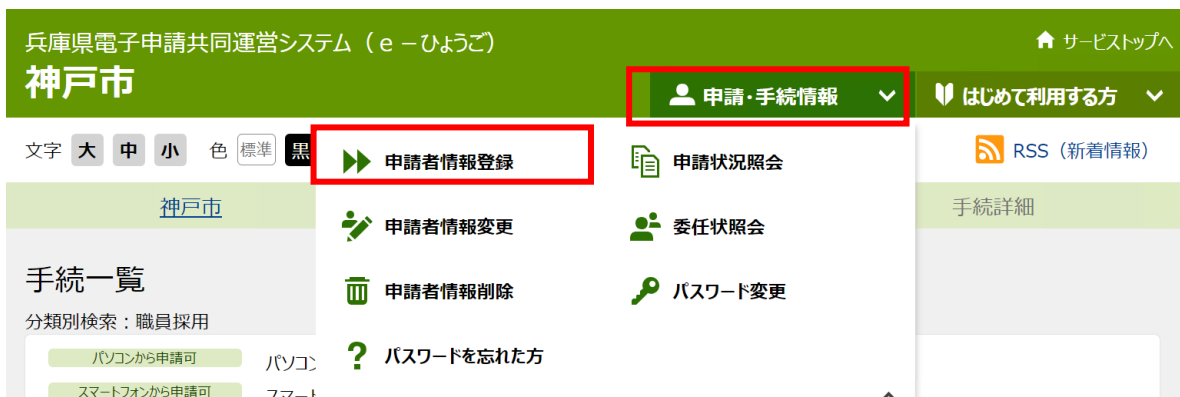 兵庫県電子申請共同運営システム（e－ひょうご）
サービストップへ
神戸市
申請・手続情報
はじめて利用する方
文字 大 中 小 色 標準 黒
申請者情報登録
申請状況照会
RSS（新着情報）
神戸市
手続詳細
申請者情報変更
委任状照会
手続一覧
申請者情報削除
パスワード変更
分類別検索：職員採用
パソコンから申請可
パソコン
? パスワードを忘れた方
スマートフォンから申請可
スマート